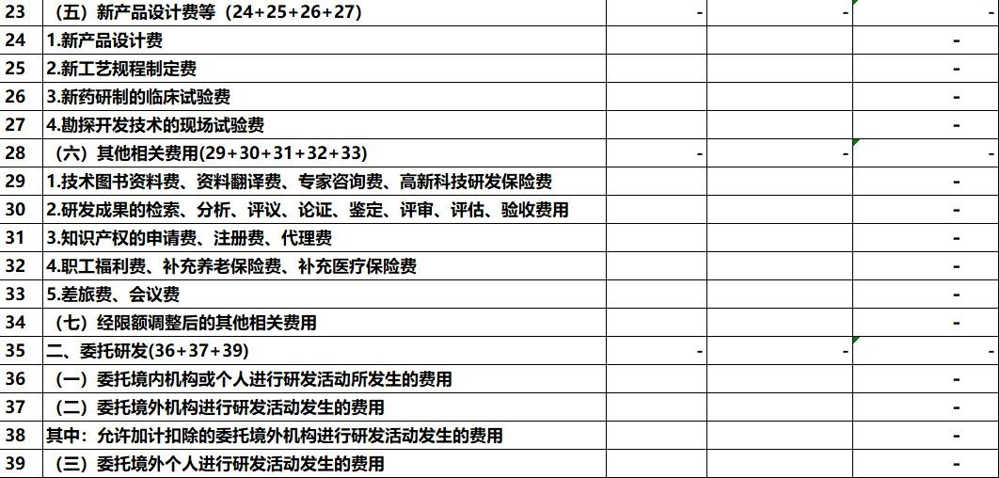 23 （五）新产品设计费等（24+25+26+27） - - -
24 1.新产品设计费 -
25 2.新工艺规程制定费 -
26 3.新药研制的临床试验费 -
27 4.勘探开发技术的现场试验费 -
28 （六）其他相关费用(29+30+31+32+33) - - -
29 1.技术图书资料费、资料翻译费、专家咨询费、高新科技研发保险费 -
30 2.研发成果的检索、分析、评议、论证、鉴定、评审、评估、验收费用 -
31 3.知识产权的申请费、注册费、代理费 -
32 4.职工福利费、补充养老保险费、补充医疗保险费 -
33 5.差旅费、会议费 -
34 （七）经限额调整后的其他相关费用 -
35 二、委托研发(36+37+39) - - -
36 （一）委托境内机构或个人进行研发活动所发生的费用 -
37 （二）委托境外机构进行研发活动发生的费用 -
38 其中：允许加计扣除的委托境外机构进行研发活动发生的费用 -
39 （三）委托境外个人进行研发活动发生的费用 -